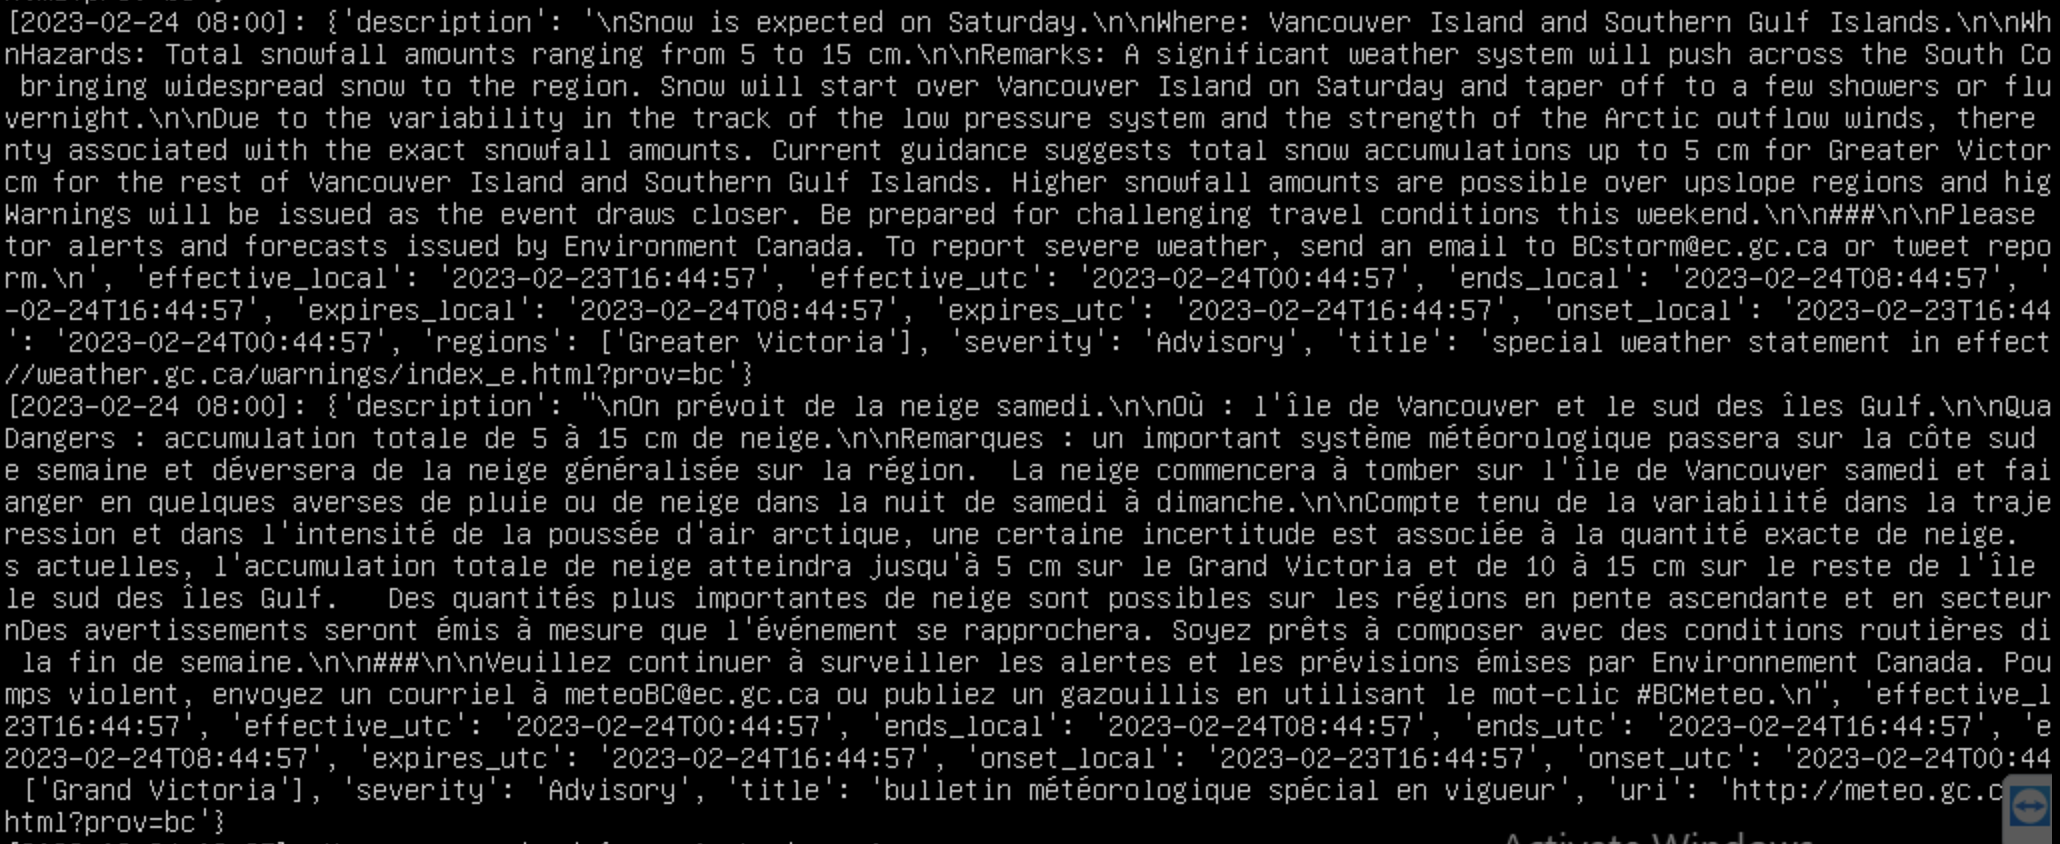 [2023-02-24 08:00]: {'description': '\nSnow is expected on Saturday.\n\nWhere: Vancouver Island and Southern Gulf Islands.\n\nWh
nHazards: Total snowfall amounts ranging from 5 to 15 cm.\n\nRemarks: A significant weather system will push across the South Co
bringing widespread snow to the region. Snow will start over Vancouver Island on Saturday and taper off to a few showers or flu
vernight.\n\nDue to the variability in the track of the low pressure system and the strength of the Arctic outflow winds, there
nty associated with the exact snowfall amounts. Current guidance suggests total snow accumulations up to 5 cm for Greater Victor
cm for the rest of Vancouver Island and Southern Gulf Islands. Higher snowfall amounts are possible over upslope regions and hig
Warnings will be issued as the event draws closer. Be prepared for challenging travel conditions this weekend.\n\n###\n\nPlease
tor alerts and forecasts issued by Environment Canada. To report severe weather, send an email to BCstorm@ec.gc.ca or tweet repo
rm.\n', 'effective_local': '2023-02-23T16:44:57', 'effective_utc': '2023-02-24T00:44:57', 'ends_local': '2023-02-24T08:44:57', '
-02-24T16:44:57', 'expires_local': '2023-02-24T08:44:57', 'expires_utc': '2023-02-24T16:44:57', 'onset_local': '2023-02-23T16:44
': '2023-02-24T00:44:57', 'regions': ['Greater Victoria'], 'severity': 'Advisory', 'title': 'special weather statement in effect
//weather.gc.ca/warnings/index_e.html?prov=bc'}
[2023-02-24 08:00]: {'description': "\nOn prévoit de la neige samedi.\n\nOù : l'île de Vancouver et le sud des îles Gulf.\n\nQua
Dangers : accumulation totale de 5 à 15 cm de neige.\n\nRemarques : un important système météorologique passera sur la côte sud
e semaine et déversera de la neige généralisée sur la région.  La neige commencera à tomber sur l'île de Vancouver samedi et fai
anger en quelques averses de pluie ou de neige dans la nuit de samedi à dimanche.\n\nCompte tenu de la variabilité dans la traje
ression et dans l'intensité de la poussée d'air arctique, une certaine incertitude est associée à la quantité exacte de neige.
s actuelles, l'accumulation totale de neige atteindra jusqu'à 5 cm sur le Grand Victoria et de 10 à 15 cm sur le reste de l'île
le sud des îles Gulf.   Des quantités plus importantes de neige sont possibles sur les régions en pente ascendante et en secteur
nDes avertissements seront émis à mesure que l'événement se rapprochera. Soyez prêts à composer avec des conditions routières di
la fin de semaine.\n\n###\n\nVeuillez continuer à surveiller les alertes et les prévisions émises par Environnement Canada. Pou
mps violent, envoyez un courriel à meteoBC@ec.gc.ca ou publiez un gazouillis en utilisant le mot-clic #BCMeteo.\n", 'effective_l
23T16:44:57', 'effective_utc': '2023-02-24T00:44:57', 'ends_local': '2023-02-24T08:44:57', 'ends_utc': '2023-02-24T16:44:57', 'e
2023-02-24T08:44:57', 'expires_utc': '2023-02-24T16:44:57', 'onset_local': '2023-02-23T16:44:57', 'onset_utc': '2023-02-24T00:44
['Grand Victoria'], 'severity': 'Advisory', 'title': 'bulletin météorologique spécial en vigueur', 'uri': 'http://meteo.gc.c
html?prov=bc'}
Activate Windows